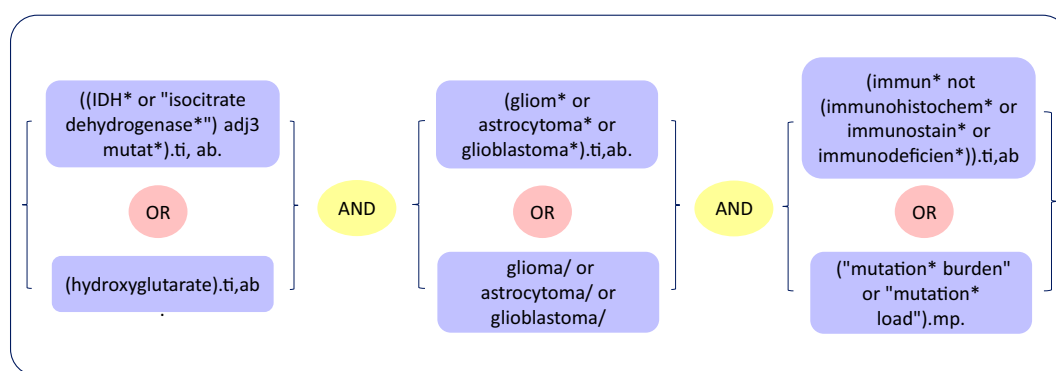 ((IDH* or "isocitrate
dehydrogenase*") adj3
mutat*).ti, ab.
OR
(hydroxyglutarate).ti,ab
.
AND
(gliom* or
astrocytoma* or
glioblastoma*).ti,ab.
OR
glioma/ or
astrocytoma/ or
glioblastoma/
AND
(immun* not
(immunohistochem* or
immunostain* or
immunodeficien*)).ti,ab
OR
("mutation* burden"
or "mutation*
load").mp.